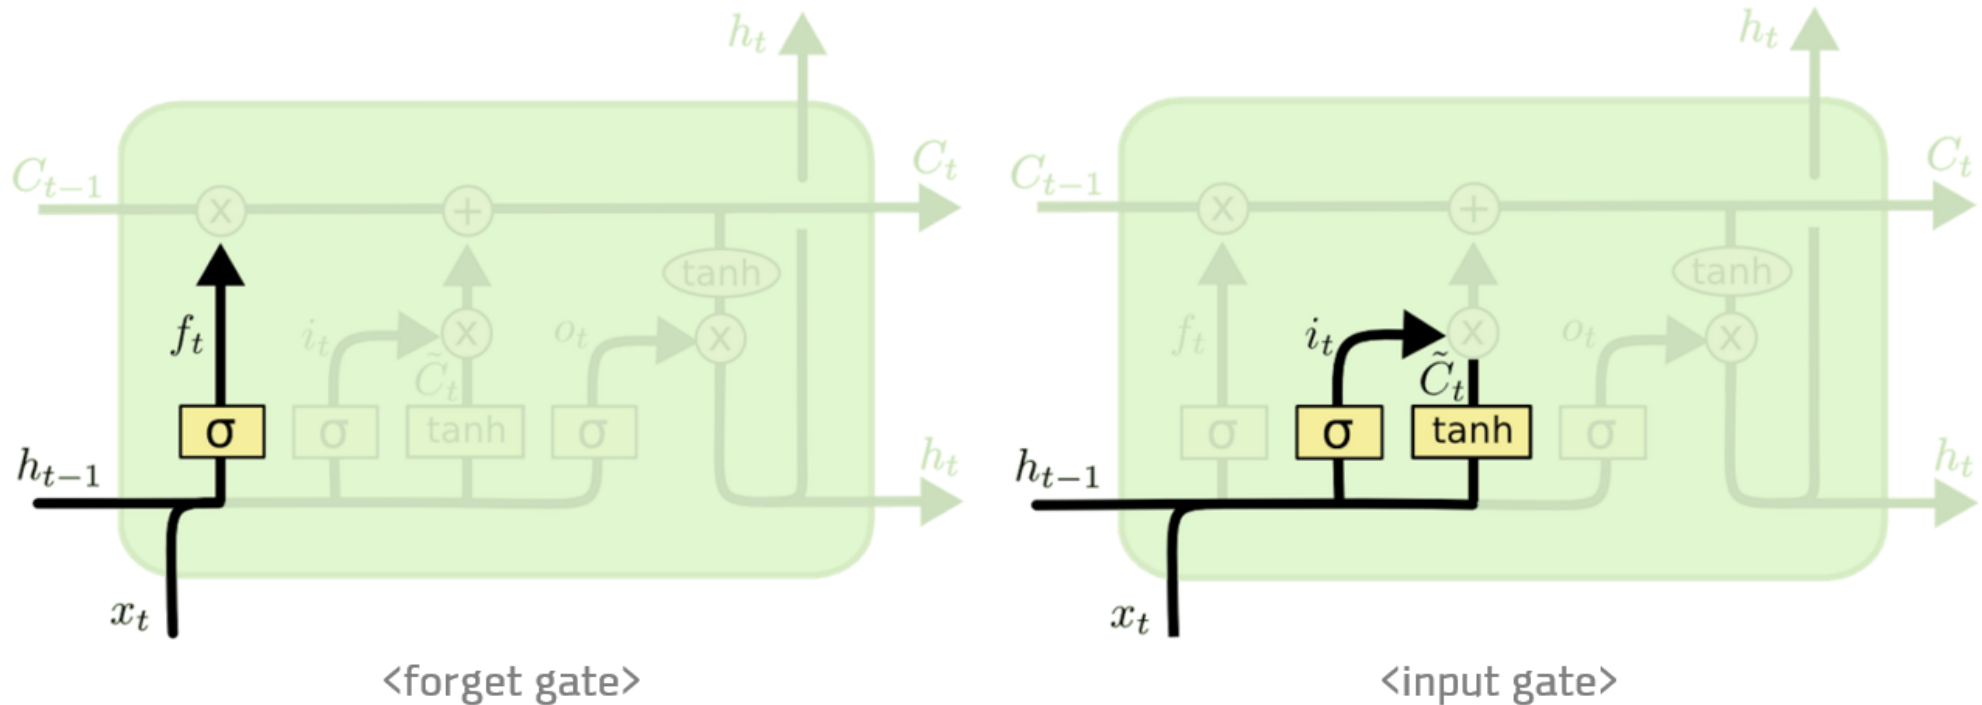 h_t
C_{t-1}
x
+
C_t
tanh
f_t
i_t
x
o_t
x
C̃_t
σ
σ
tanh
σ
h_{t-1}
h_t
x_t
<forget gate>
h_t
C_{t-1}
x
+
C_t
tanh
f_t
i_t
x
o_t
x
C̃_t
σ
σ
tanh
σ
h_{t-1}
h_t
x_t
<input gate>